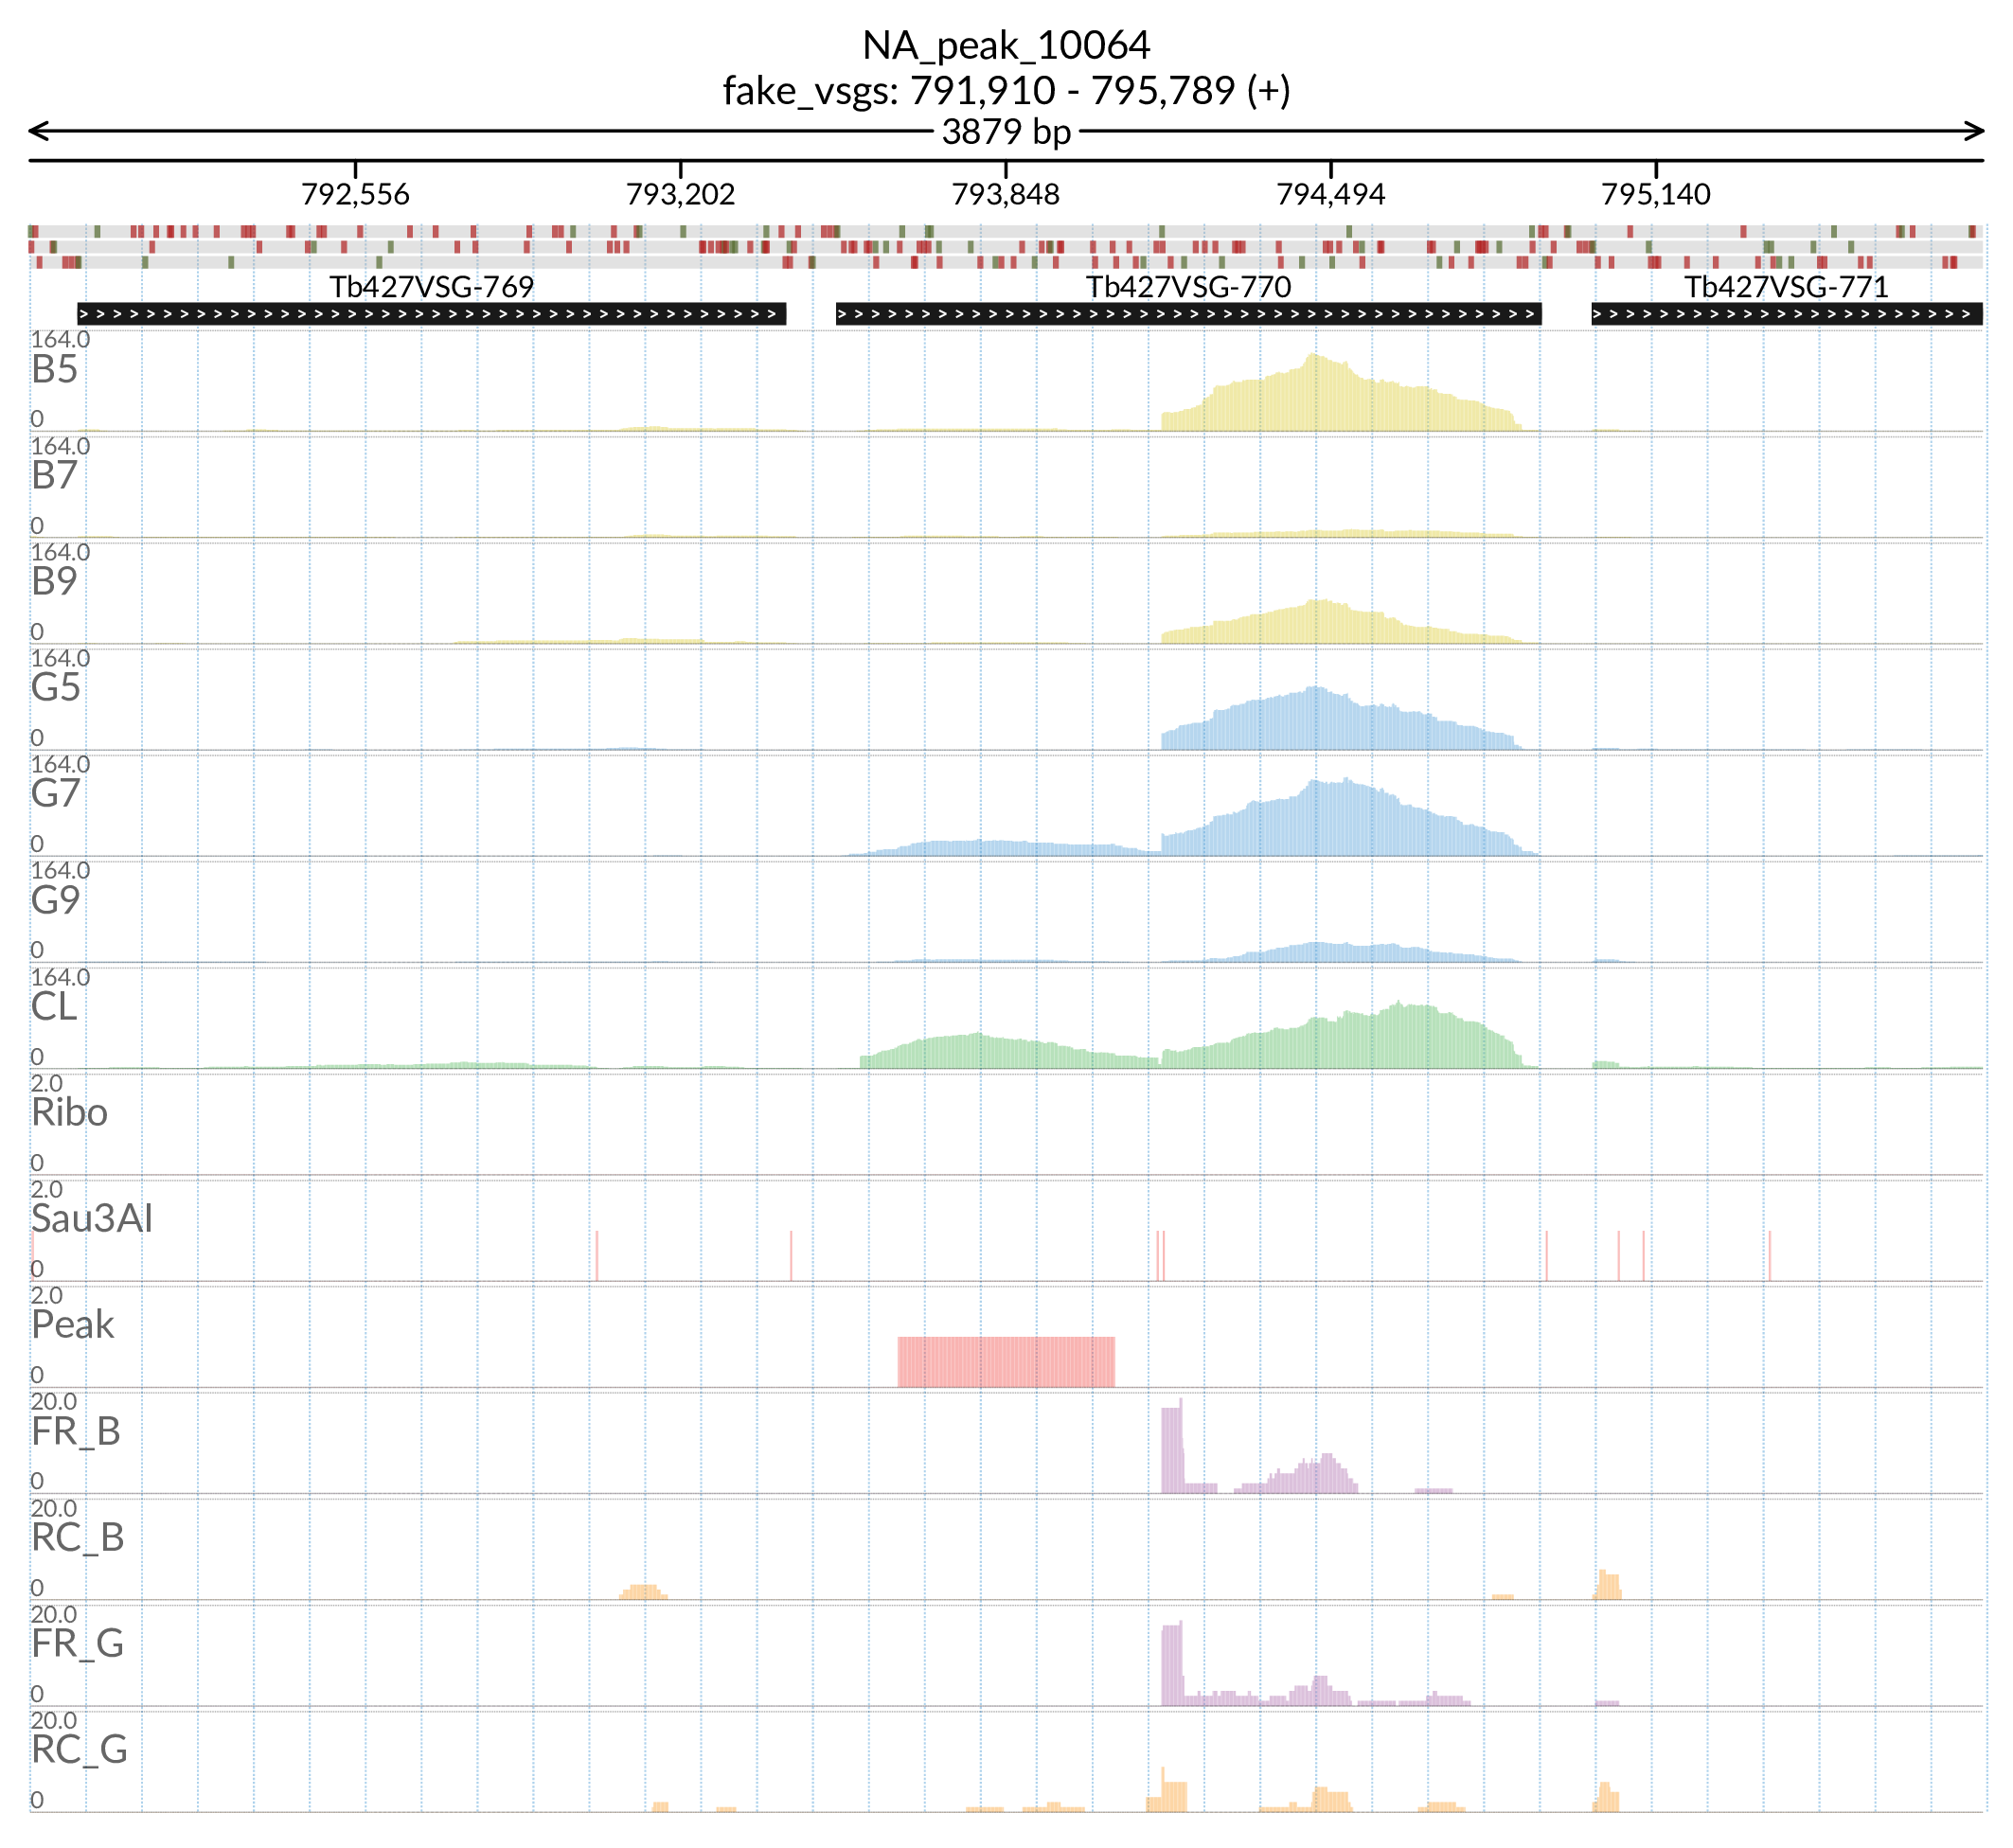 NA_peak_10064
fake_vsgs: 791,910 - 795,789 (+)
3879 bp
792,556 793,202 793,848 794,494 795,140
Tb427VSG-769 Tb427VSG-770 Tb427VSG-771
164.0
B5
0
164.0
B7
0
164.0
B9
0
164.0
G5
0
164.0
G7
0
164.0
G9
0
164.0
CL
0
2.0
Ribo
0
2.0
Sau3AI
0
2.0
Peak
0
20.0
FR_B
0
20.0
RC_B
0
20.0
FR_G
0
20.0
RC_G
0